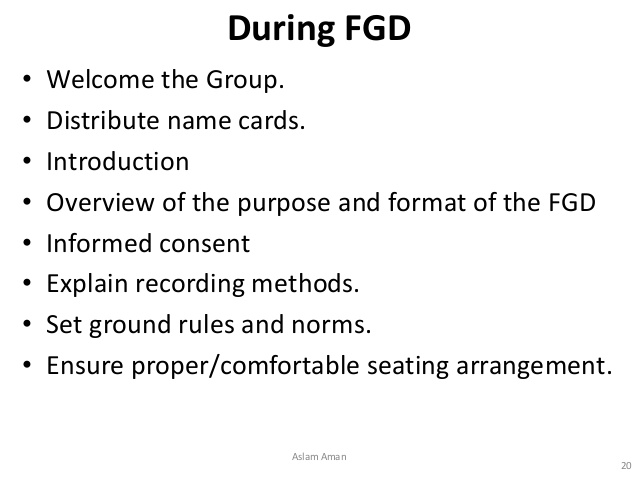 During FGD
• Welcome the Group.
• Distribute name cards.
• Introduction
• Overview of the purpose and format of the FGD
• Informed consent
• Explain recording methods.
• Set ground rules and norms.
• Ensure proper/comfortable seating arrangement.
Aslam Aman
20